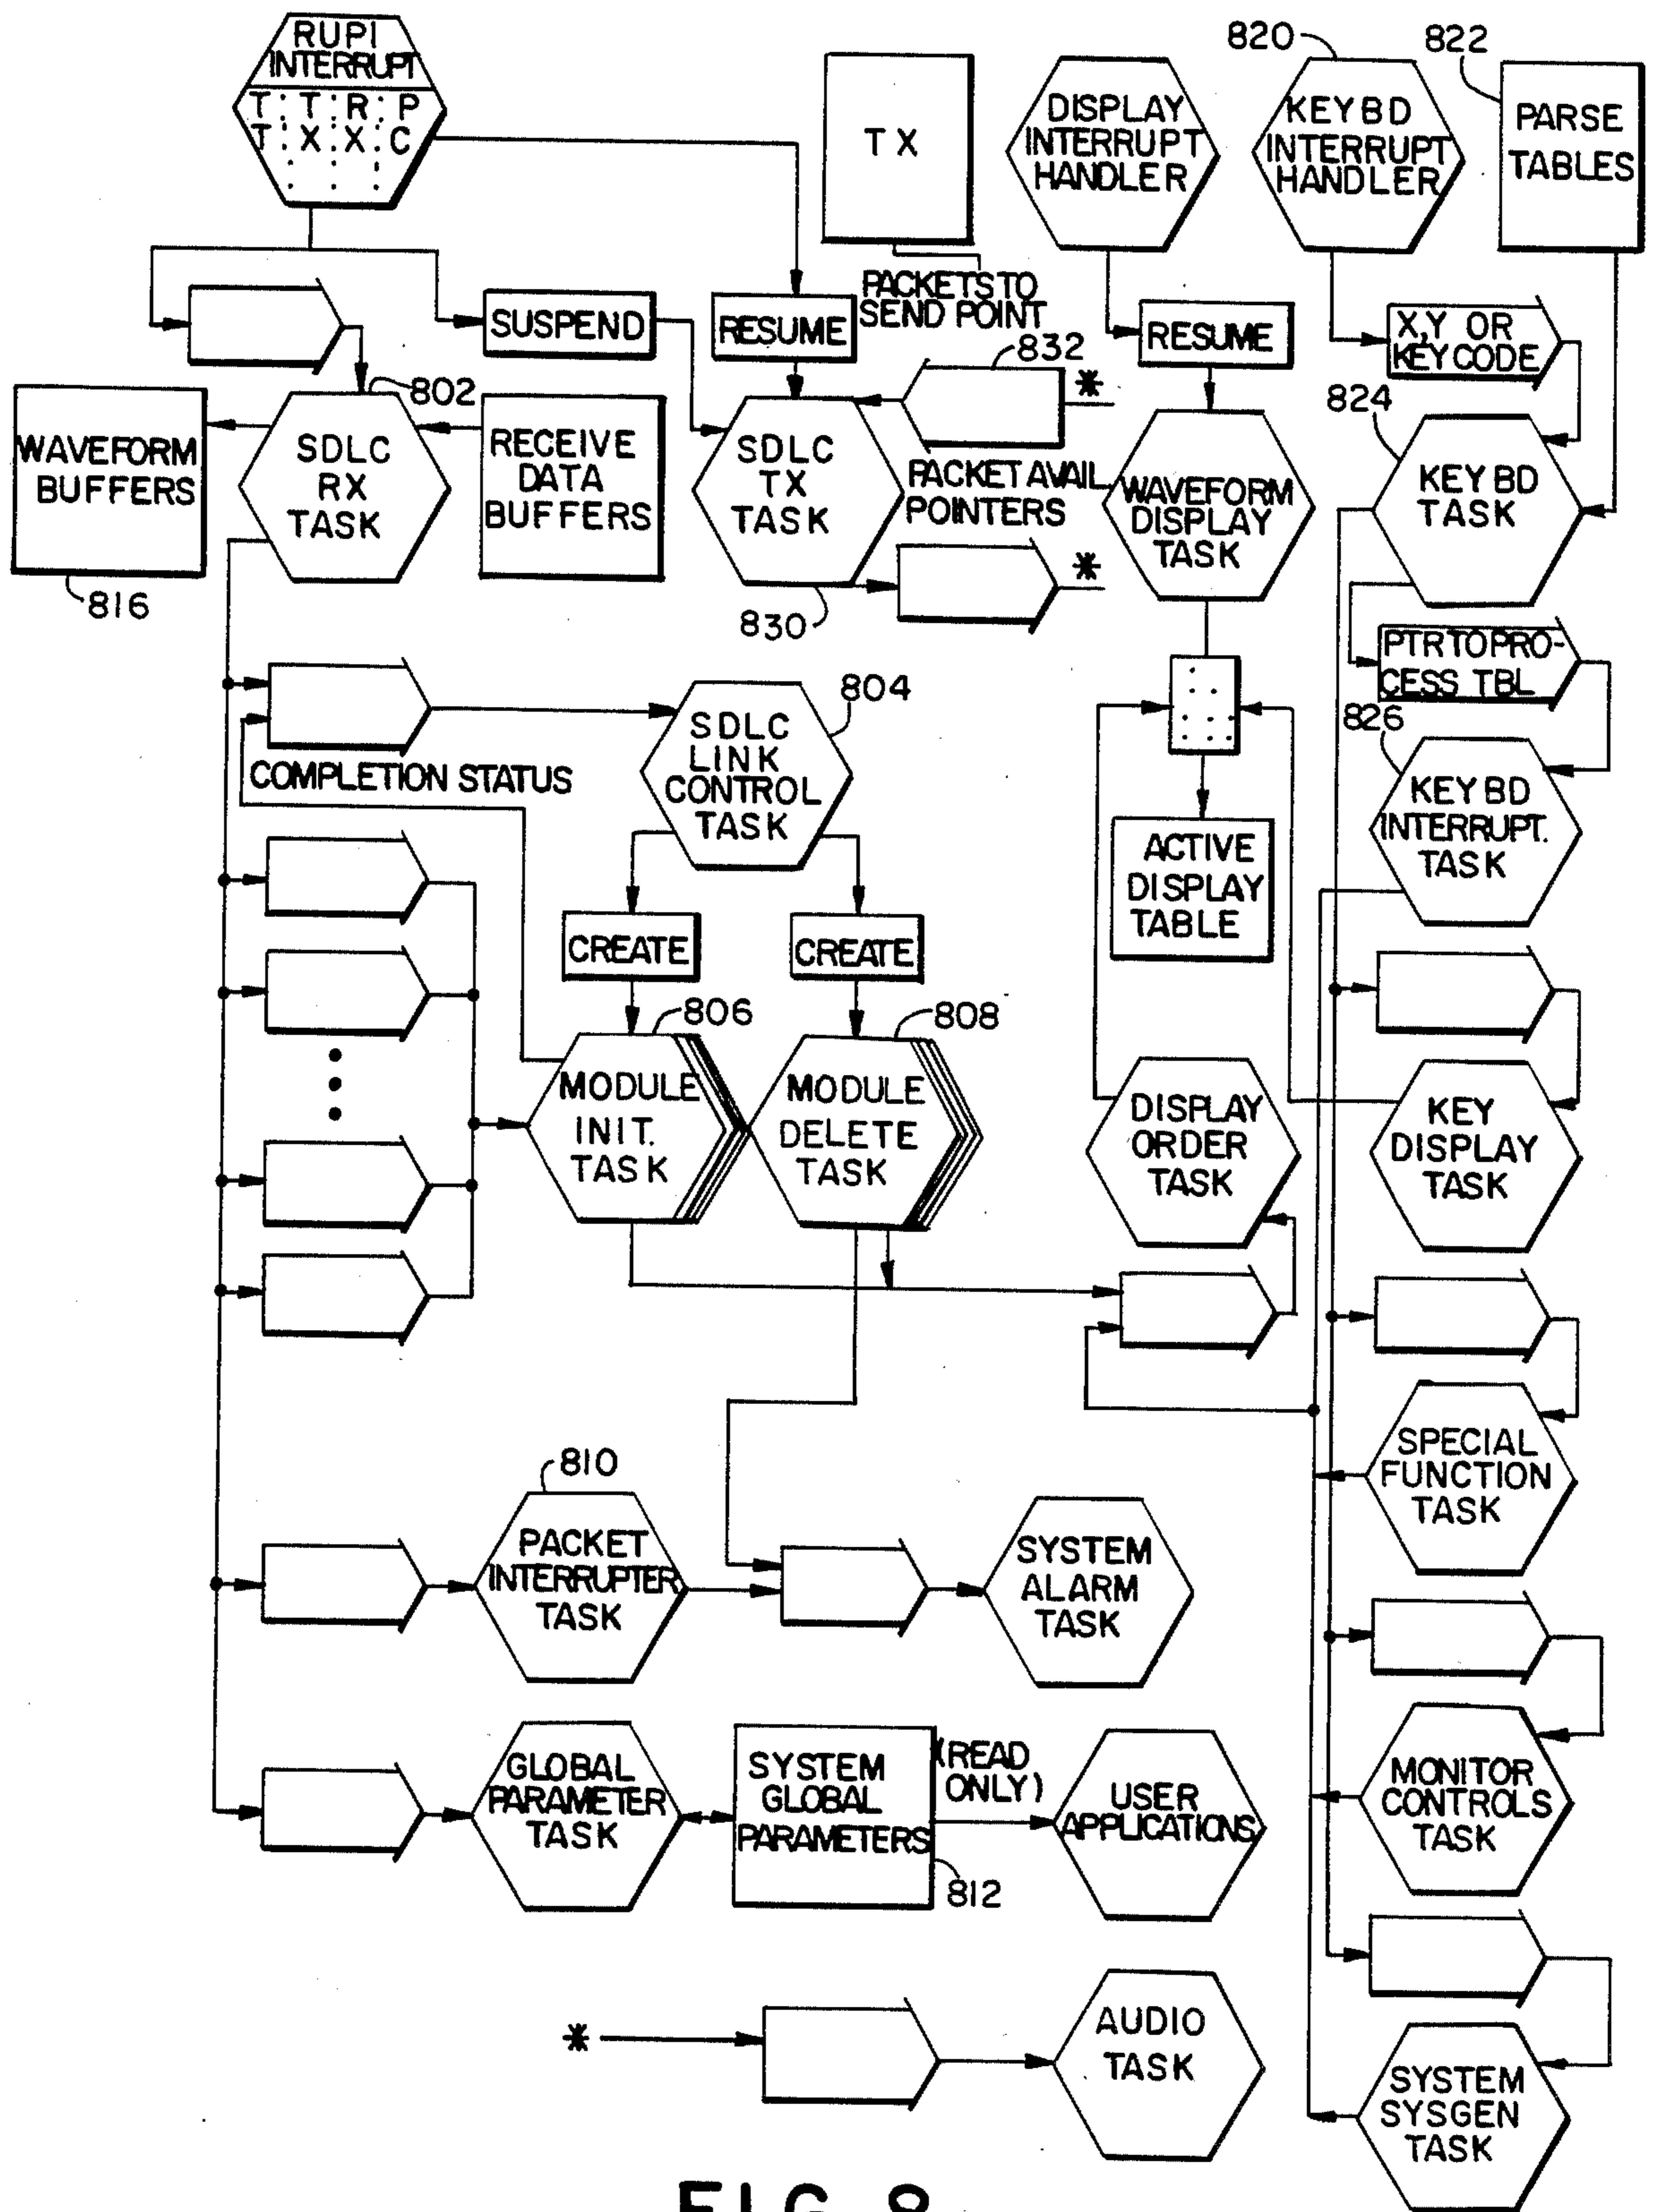 RUPI
INTERRUPT
T T R P
T X X C
TX
DISPLAY
INTERRUPT
HANDLER
820
KEYBD
INTERRUPT
HANDLER
822
PARSE
TABLES
SUSPEND
RESUME
PACKETS TO
SEND POINT
832
*
RESUME
X,Y OR
KEY CODE
WAVEFORM
BUFFERS
816
802
SDLC
RX
TASK
RECEIVE
DATA
BUFFERS
SDLC
TX
TASK
830
PACKET AVAIL
POINTERS
*
WAVEFORM
DISPLAY
TASK
824
KEYBD
TASK
PTR TO PRO-
CESS TBL
826
KEYBD
INTERRUPT.
TASK
COMPLETION STATUS
804
SDLC
LINK
CONTROL
TASK
ACTIVE
DISPLAY
TABLE
CREATE
CREATE
806
MODULE
INIT.
TASK
808
MODULE
DELETE
TASK
DISPLAY
ORDER
TASK
KEY
DISPLAY
TASK
SPECIAL
FUNCTION
TASK
810
PACKET
INTERRUPTER
TASK
SYSTEM
ALARM
TASK
GLOBAL
PARAMETER
TASK
SYSTEM
GLOBAL
PARAMETERS
812
(READ
ONLY)
USER
APPLICATIONS
MONITOR
CONTROLS
TASK
*
AUDIO
TASK
SYSTEM
SYSGEN
TASK
FIG. 8